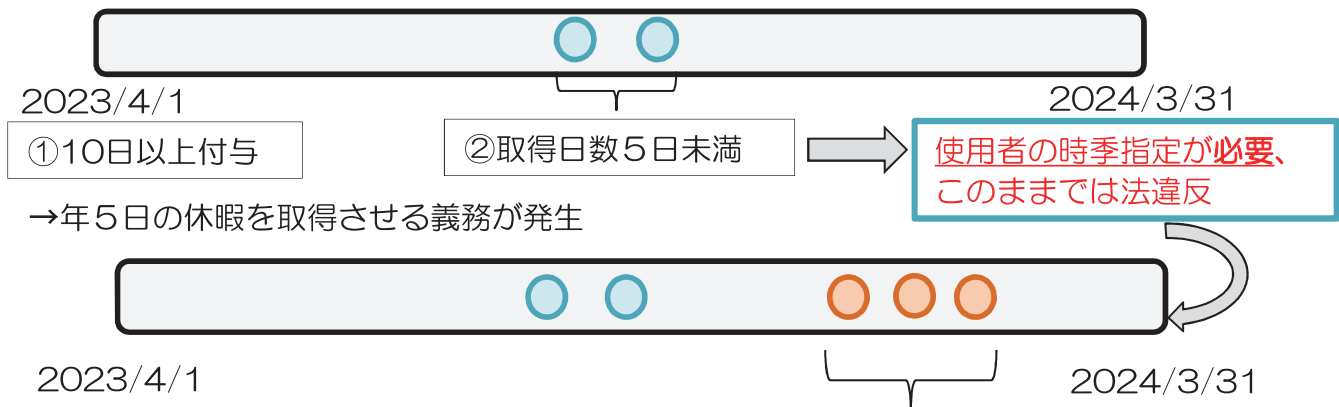 2023/4/1
2024/3/31
①10日以上付与
②取得日数５日未満
使用者の時季指定が必要、
このままでは法違反
→年５日の休暇を取得させる義務が発生
2023/4/1
2024/3/31